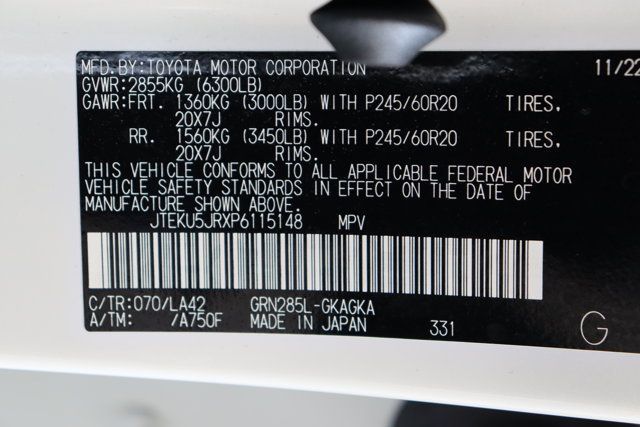 MFD. BY: TOYOTA MOTOR CORPORATION 11/22
GVWR: 2855KG (6300LB)
GAWR: FRT. 1360KG (3000LB) WITH P245/60R20 TIRES.
20X7J RIMS.
RR. 1560KG (3450LB) WITH P245/60R20 TIRES.
20X7J RIMS.
THIS VEHICLE CONFORMS TO ALL APPLICABLE FEDERAL MOTOR
VEHICLE SAFETY STANDARDS IN EFFECT ON THE DATE OF
MANUFACTURE SHOWN ABOVE.
JTEKU5JRXP6115148 MPV
C/TR: 070/LA42 GRN285L-GKAGKA
A/TM: /A750F MADE IN JAPAN 331 G